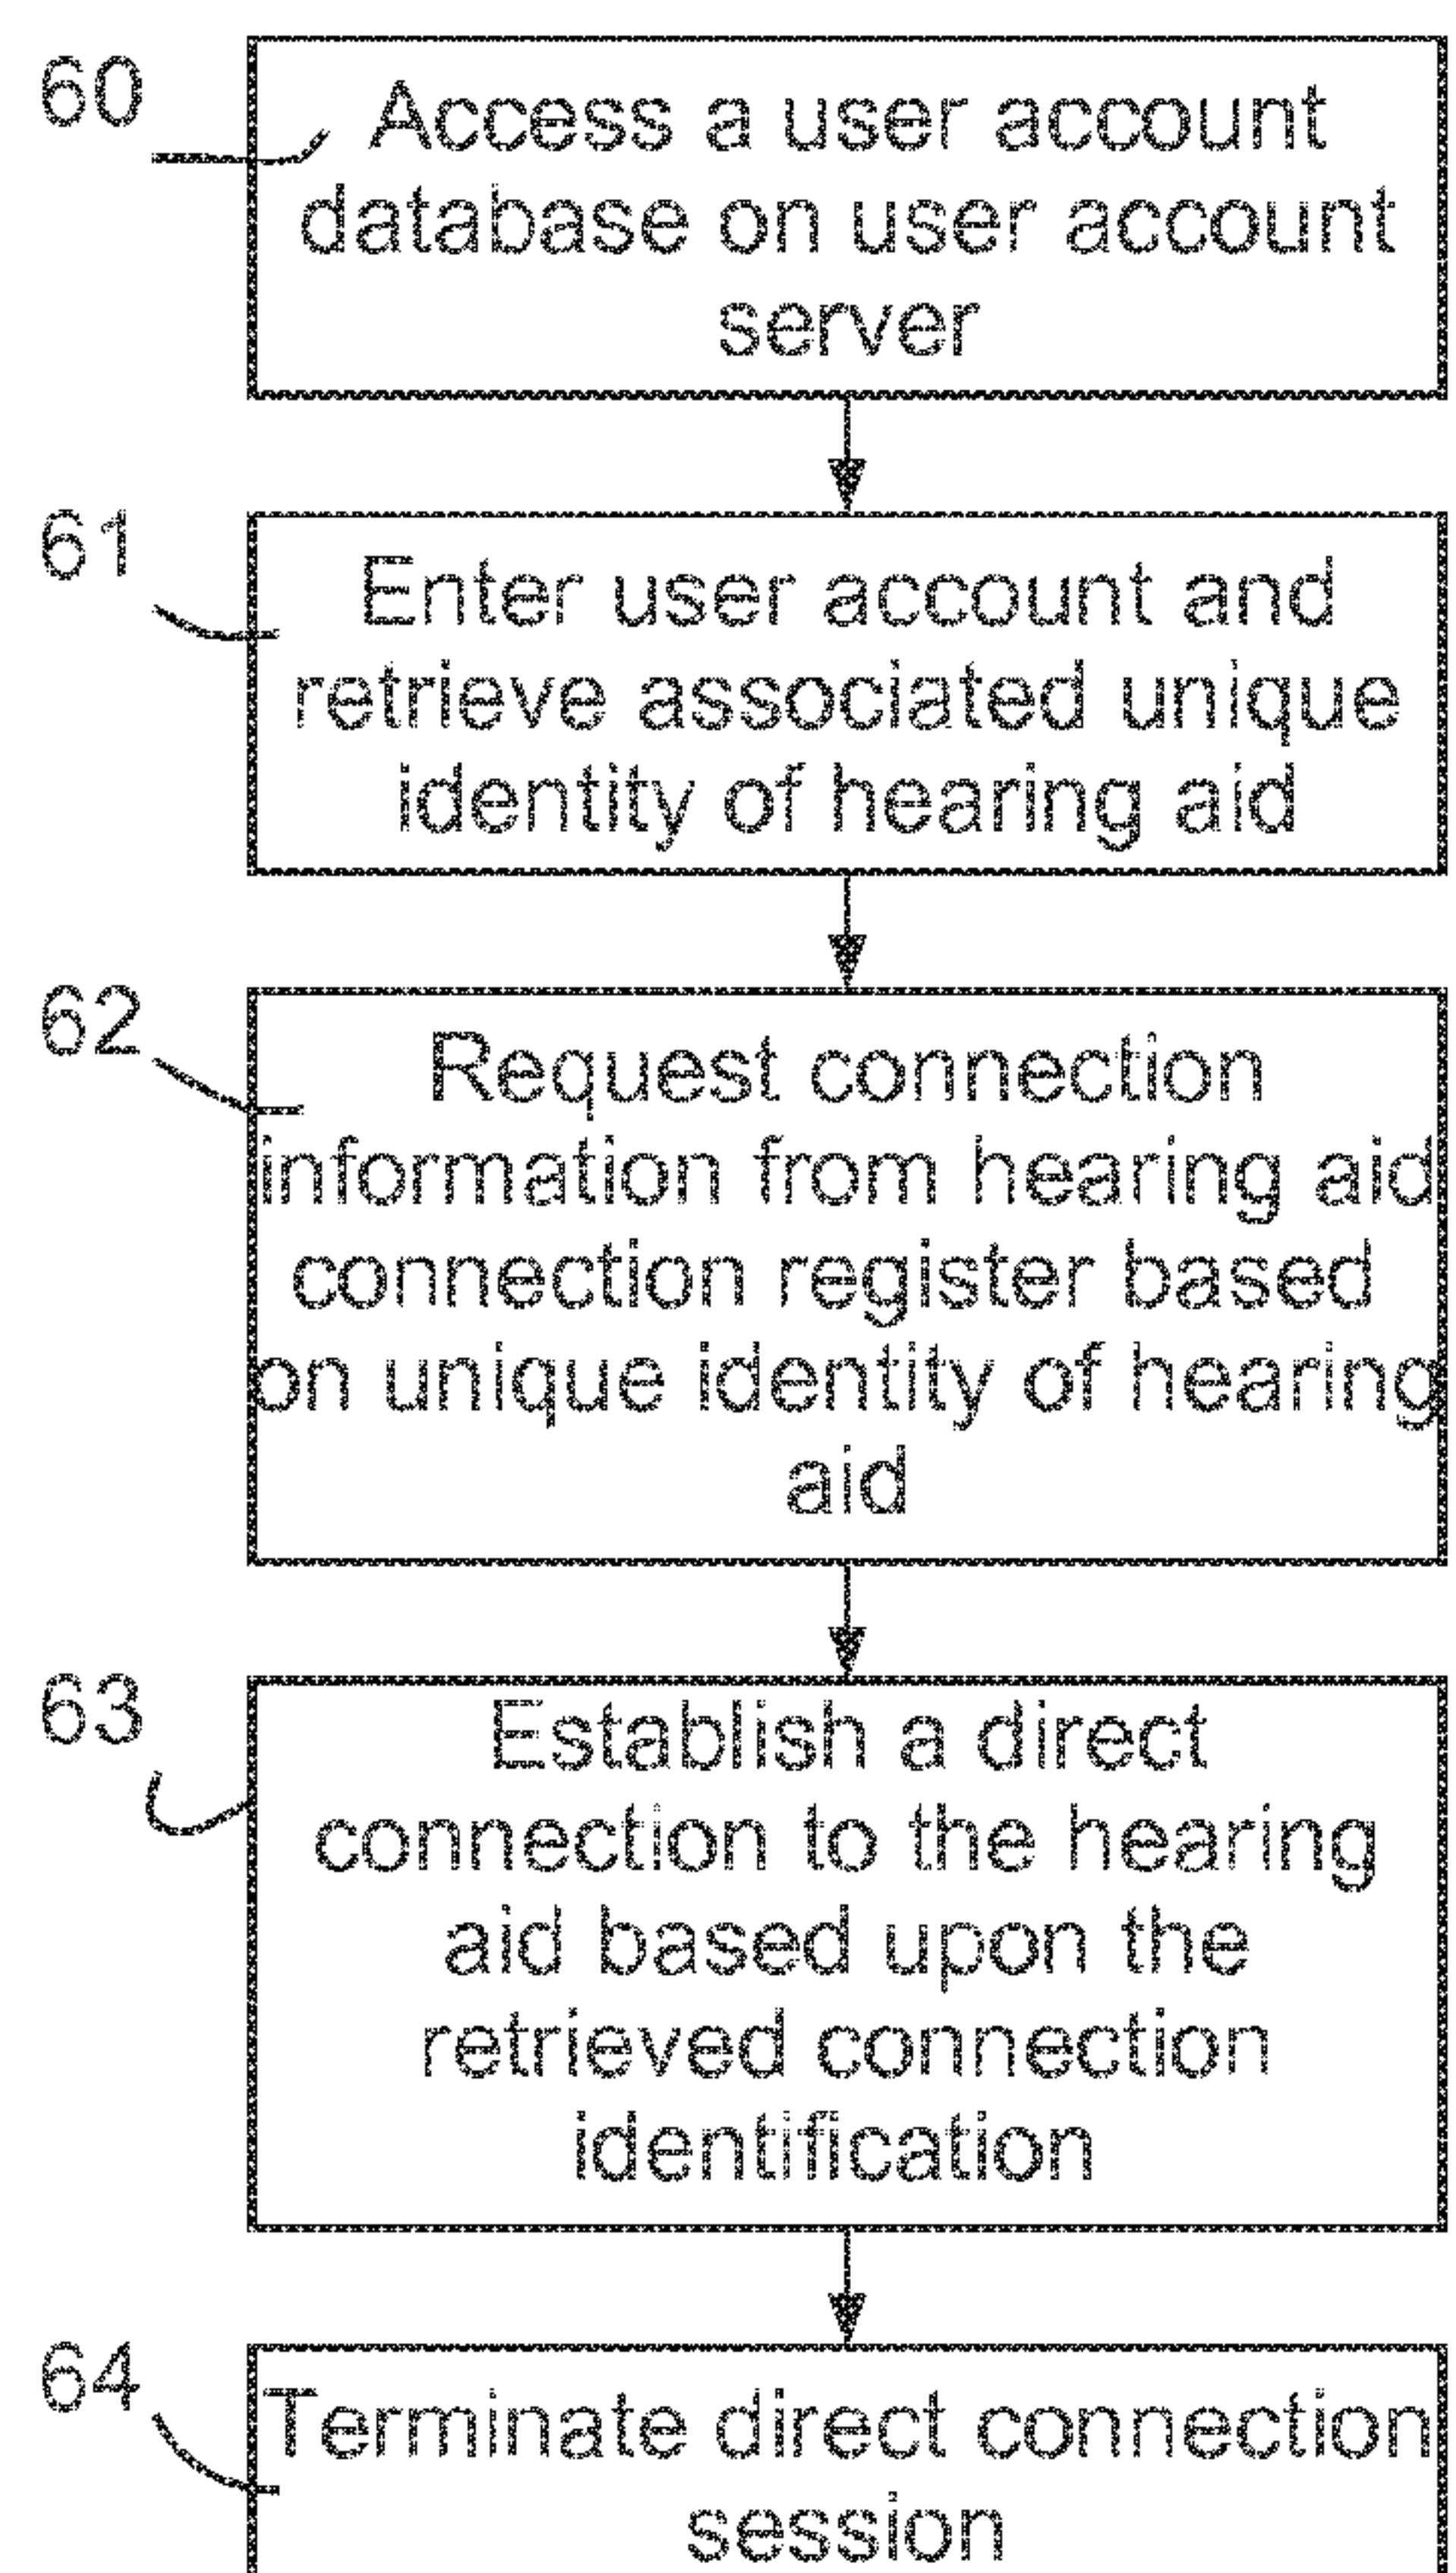 60
Access a user account
database on user account
server
61
Enter user account and
retrieve associated unique
identity of hearing aid
62
Request connection
information from hearing aid
connection register based
on unique identity of hearing
aid
63
Establish a direct
connection to the hearing
aid based upon the
retrieved connection
identification
64
Terminate direct connection
session